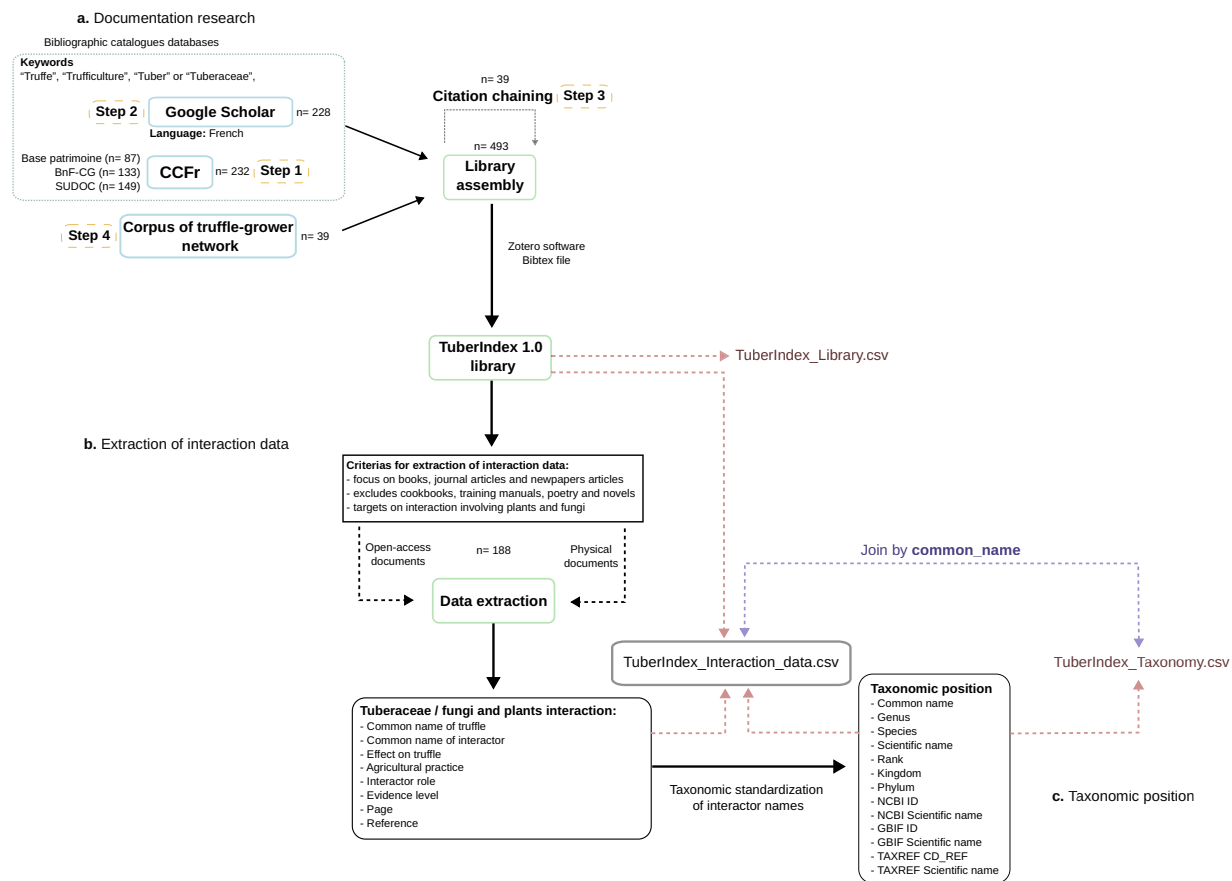 a. Documentation research
Bibliographic catalogues databases
Keywords
“Truffe”, “Trufficulture”, “Tuber” or “Tuberaceae”,
Step 2
Google Scholar
n= 228
Language: French
Base patrimoine (n= 87)
BnF-CG (n= 133)
SUDOC (n= 149)
CCFr
n= 232
Step 1
Step 4
Corpus of truffle-grower
network
n= 39
n= 39
Citation chaining
Step 3
n= 493
Library
assembly
Zotero software
Bibtex file
TuberIndex 1.0
library
TuberIndex_Library.csv
b. Extraction of interaction data
Criterias for extraction of interaction data:
- focus on books, journal articles and newpapers articles
- excludes cookbooks, training manuals, poetry and novels
- targets on interaction involving plants and fungi
Open-access
documents
n= 188
Physical
documents
Data extraction
Join by common_name
TuberIndex_Interaction_data.csv
TuberIndex_Taxonomy.csv
Tuberaceae / fungi and plants interaction:
- Common name of truffle
- Common name of interactor
- Effect on truffle
- Agricultural practice
- Interactor role
- Evidence level
- Page
- Reference
Taxonomic standardization
of interactor names
Taxonomic position
- Common name
- Genus
- Species
- Scientific name
- Rank
- Kingdom
- Phylum
- NCBI ID
- NCBI Scientific name
- GBIF ID
- GBIF Scientific name
- TAXREF CD_REF
- TAXREF Scientific name
c. Taxonomic position